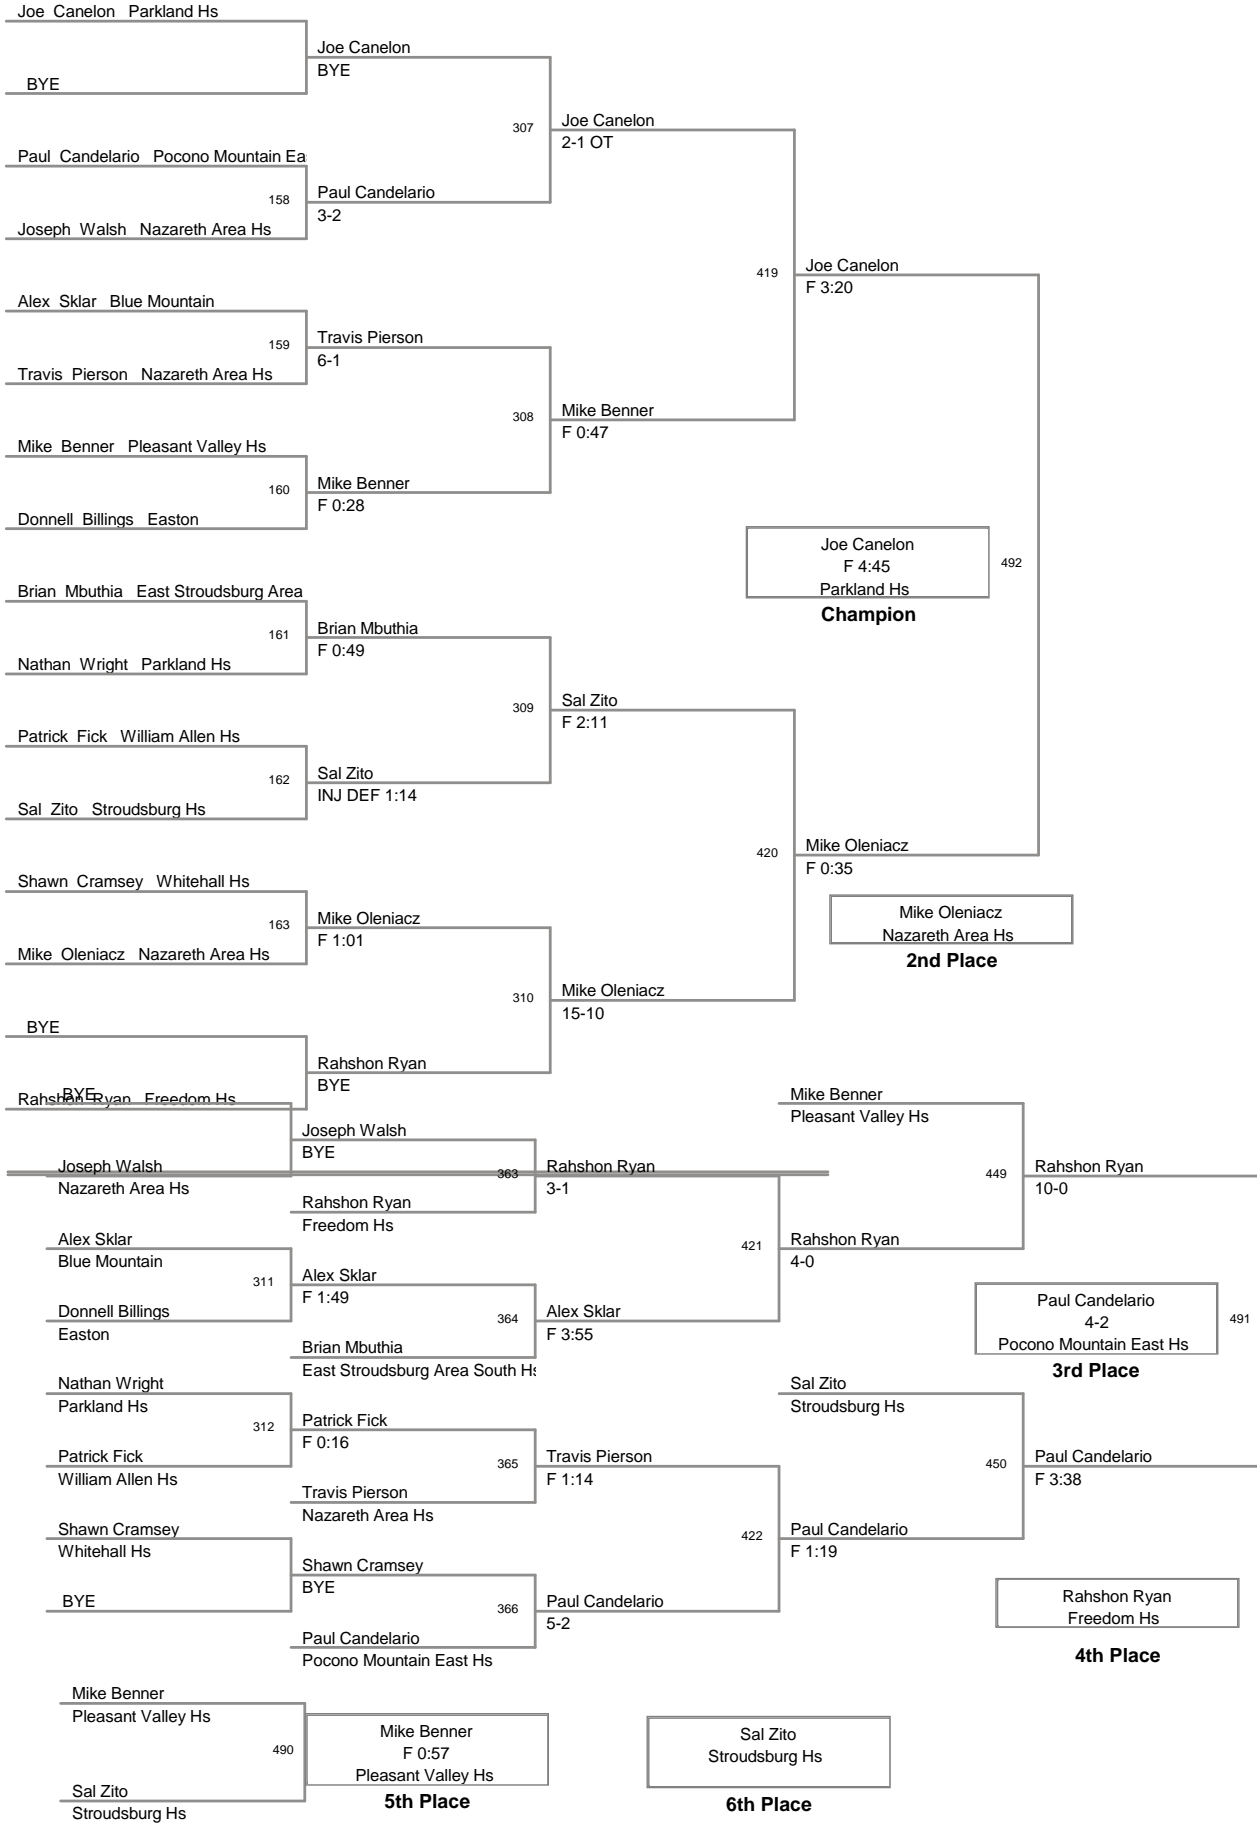 Joe Canelon Parkland Hs
Joe Canelon
BYE
BYE
307
Joe Canelon
2-1 OT
Paul Candelario Pocono Mountain Ea
158
Paul Candelario
3-2
Joseph Walsh Nazareth Area Hs
419
Joe Canelon
F 3:20
Alex Sklar Blue Mountain
159
Travis Pierson
6-1
Travis Pierson Nazareth Area Hs
308
Mike Benner
F 0:47
Mike Benner Pleasant Valley Hs
160
Mike Benner
F 0:28
Donnell Billings Easton
Joe Canelon
F 4:45
Parkland Hs
492
Champion
Brian Mbuthia East Stroudsburg Area
161
Brian Mbuthia
F 0:49
Nathan Wright Parkland Hs
309
Sal Zito
F 2:11
Patrick Fick William Allen Hs
162
Sal Zito
INJ DEF 1:14
Sal Zito Stroudsburg Hs
420
Mike Oleniacz
F 0:35
Shawn Cramsey Whitehall Hs
163
Mike Oleniacz
F 1:01
Mike Oleniacz Nazareth Area Hs
Mike Oleniacz
Nazareth Area Hs
2nd Place
310
Mike Oleniacz
15-10
BYE
Rahshon Ryan
BYE
Rahshon Ryan Freedom Hs
BYE
Mike Benner
Pleasant Valley Hs
Joseph Walsh
BYE
Joseph Walsh
Nazareth Area Hs
363
Rahshon Ryan
3-1
449
Rahshon Ryan
10-0
Rahshon Ryan
Freedom Hs
Alex Sklar
Blue Mountain
421
Rahshon Ryan
4-0
311
Alex Sklar
F 1:49
Donnell Billings
Easton
364
Alex Sklar
F 3:55
Paul Candelario
4-2
Pocono Mountain East Hs
491
3rd Place
Brian Mbuthia
East Stroudsburg Area South Hs
Nathan Wright
Parkland Hs
Sal Zito
Stroudsburg Hs
312
Patrick Fick
F 0:16
Patrick Fick
William Allen Hs
365
Travis Pierson
F 1:14
450
Paul Candelario
F 3:38
Travis Pierson
Nazareth Area Hs
Shawn Cramsey
Whitehall Hs
422
Paul Candelario
F 1:19
Shawn Cramsey
BYE
BYE
366
Paul Candelario
5-2
Rahshon Ryan
Freedom Hs
4th Place
Paul Candelario
Pocono Mountain East Hs
Mike Benner
Pleasant Valley Hs
490
Mike Benner
F 0:57
Pleasant Valley Hs
5th Place
Sal Zito
Stroudsburg Hs
6th Place
Sal Zito
Stroudsburg Hs